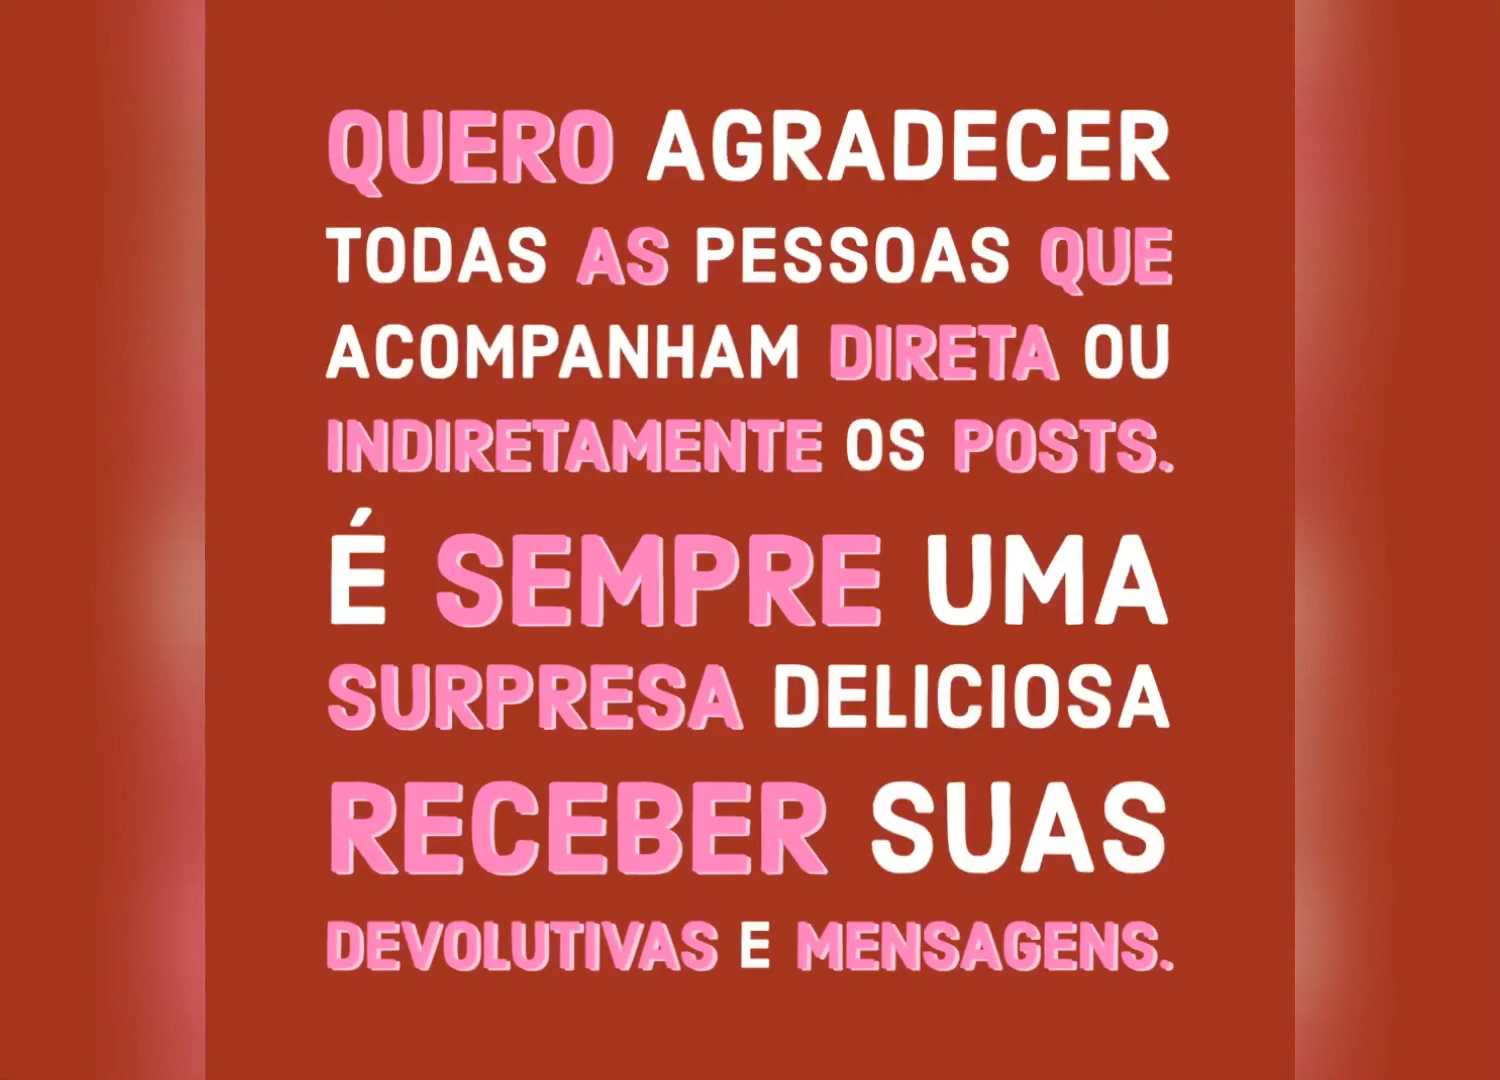 QUERO AGRADECER
TODAS AS PESSOAS QUE
ACOMPANHAM DIRETA OU
INDIRETAMENTE OS POSTS.
É SEMPRE UMA
SURPRESA DELICIOSA
RECEBER SUAS
DEVOLUTIVAS E MENSAGENS.